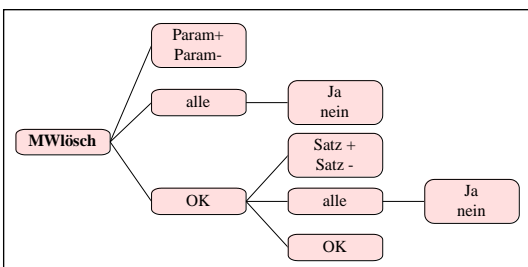 Param+
Param-
alle
Ja
nein
MWlösch
Satz +
Satz -
OK
alle
Ja
nein
OK